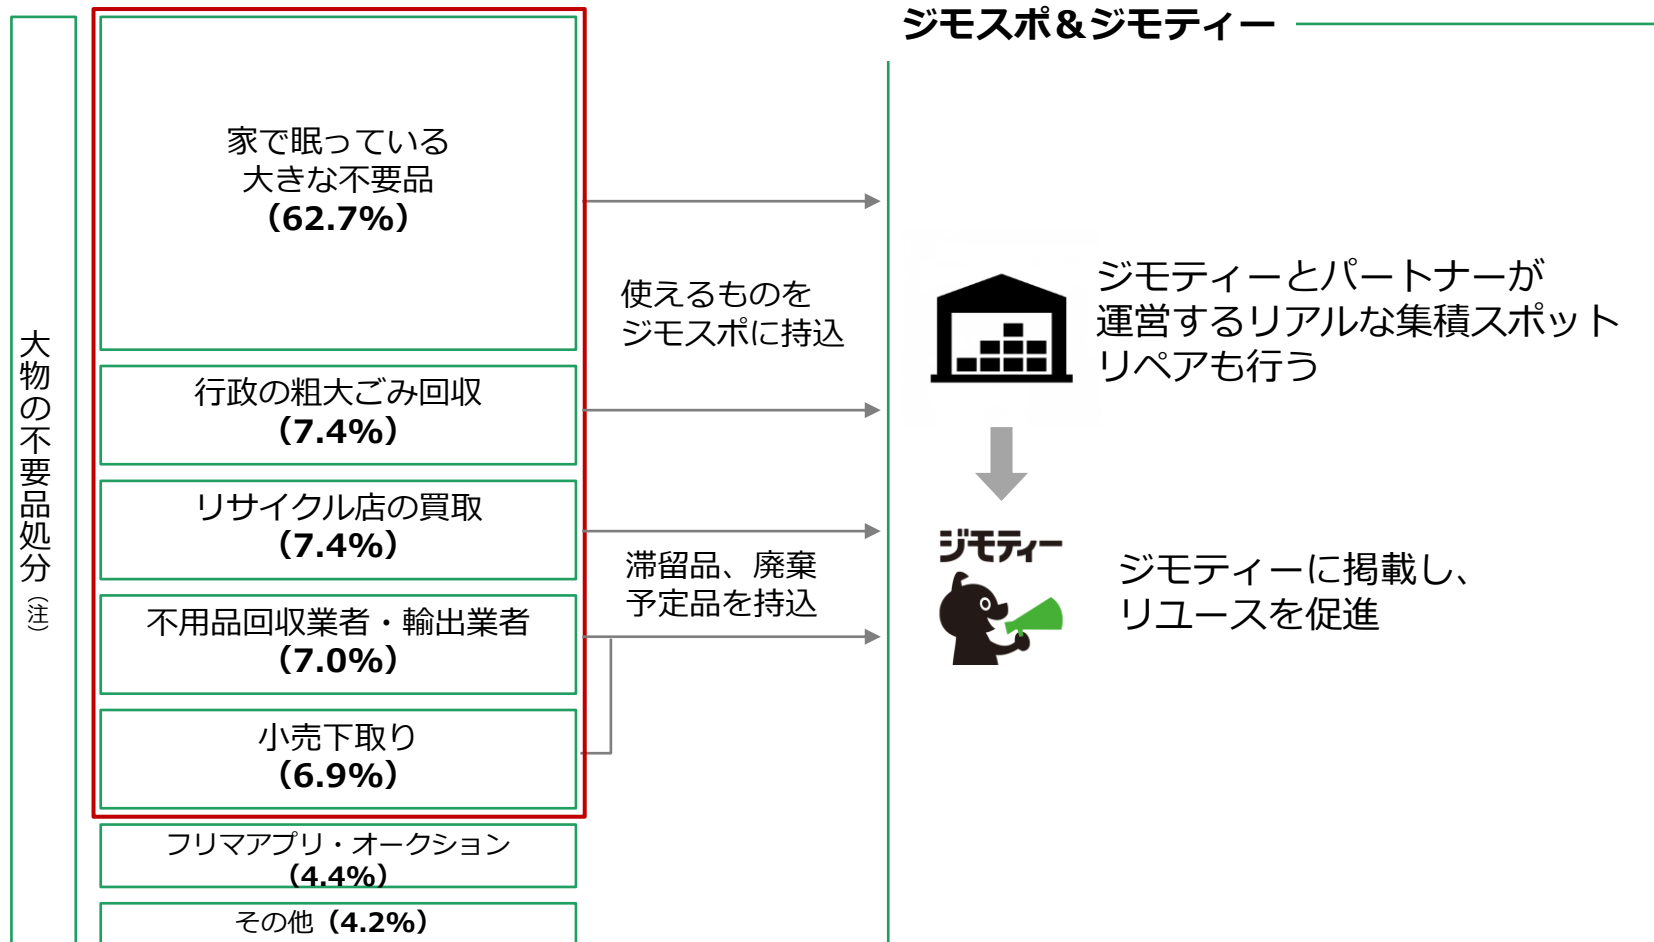 ジモスポ&ジモティー
大物の不要品処分(注)
家で眠っている
大きな不要品
(62.7%)
行政の粗大ごみ回収
(7.4%)
リサイクル店の買取
(7.4%)
不用品回収業者・輸出業者
(7.0%)
小売下取り
(6.9%)
フリマアプリ・オークション
(4.4%)
その他(4.2%)
使えるものを
ジモスポに持込
滞留品、廃棄
予定品を持込
ジモティーとパートナーが
運営するリアルな集積スポット
リペアも行う
ジモティー
ジモティーに掲載し、
リユースを促進